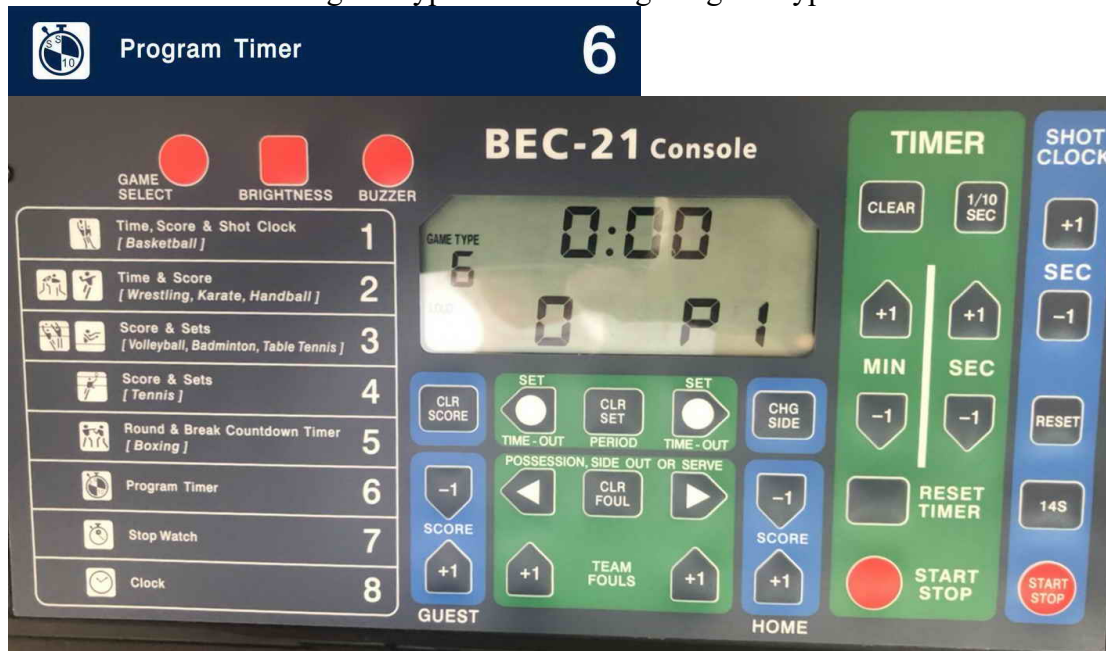 Program Timer 6
BEC-21 Console
GAME SELECT
BRIGHTNESS
BUZZER
Time, Score & Shot Clock
[ Basketball ]
1
Time & Score
[ Wrestling, Karate, Handball ]
2
Score & Sets
[ Volleyball, Badminton, Table Tennis ]
3
Score & Sets
[ Tennis ]
4
Round & Break Countdown Timer
[ Boxing ]
5
Program Timer
6
Stop Watch
7
Clock
8
GAME TYPE
6
0:00
0 P1
CLR SCORE
SET
TIME-OUT
CLR SET
PERIOD
SET
TIME-OUT
CHG SIDE
POSSESSION, SIDE OUT OR SERVE
CLR FOUL
-1
SCORE
+1
GUEST
+1
TEAM FOULS
+1
-1
SCORE
+1
HOME
TIMER
CLEAR
1/10 SEC
+1
+1
MIN
SEC
-1
-1
RESET TIMER
START STOP
SHOT CLOCK
+1
SEC
-1
RESET
14S
START STOP